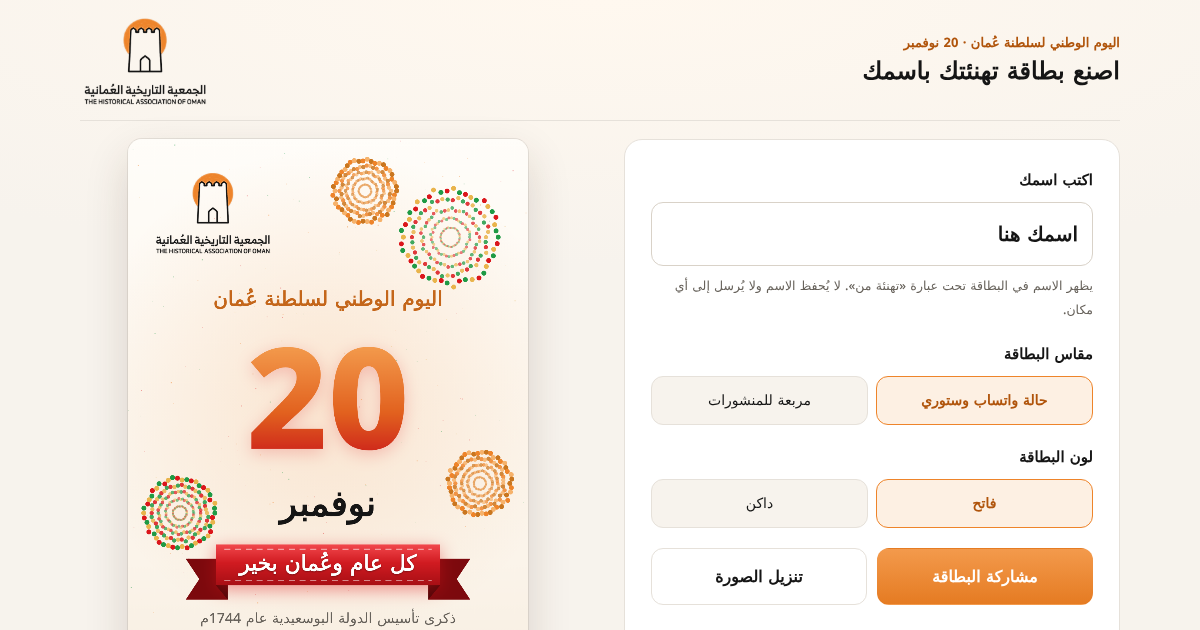 اليوم الوطني لسلطنة عُمان · 20 نوفمبر
اصنع بطاقة تهنئتك باسمك
الجمعية التاريخية العُمانية
THE HISTORICAL ASSOCIATION OF OMAN
اكتب اسمك
اسمك هنا
يظهر الاسم في البطاقة تحت عبارة «تهنئة من». لا يُحفظ الاسم ولا يُرسل إلى أي
مكان.
مقاس البطاقة
حالة واتساب وستوري
مربعة للمنشورات
لون البطاقة
فاتح
داكن
مشاركة البطاقة
تنزيل الصورة
الجمعية التاريخية العُمانية
THE HISTORICAL ASSOCIATION OF OMAN
اليوم الوطني لسلطنة عُمان
20
نوفمبر
كل عام وعُمان بخير
ذكرى تأسيس الدولة البوسعيدية عام 1744م